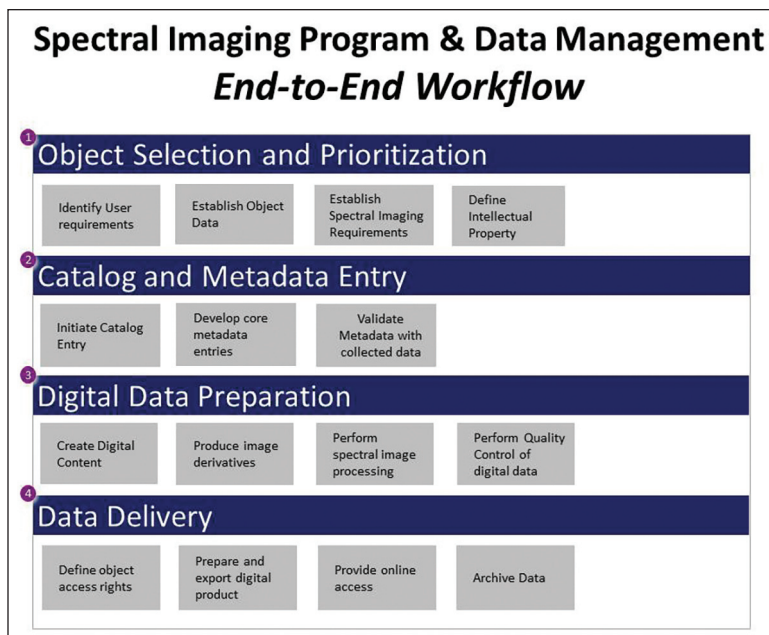 Spectral Imaging Program & Data Management
End-to-End Workflow
1
Object Selection and Prioritization
Identify User
requirements
Establish Object
Data
Establish
Spectral Imaging
Requirements
Define
Intellectual
Property
2
Catalog and Metadata Entry
Initiate Catalog
Entry
Develop core
metadata
entries
Validate
Metadata with
collected data
3
Digital Data Preparation
Create Digital
Content
Produce image
derivatives
Perform
spectral image
processing
Perform Quality
Control of
digital data
4
Data Delivery
Define object
access rights
Prepare and
export digital
product
Provide online
access
Archive Data